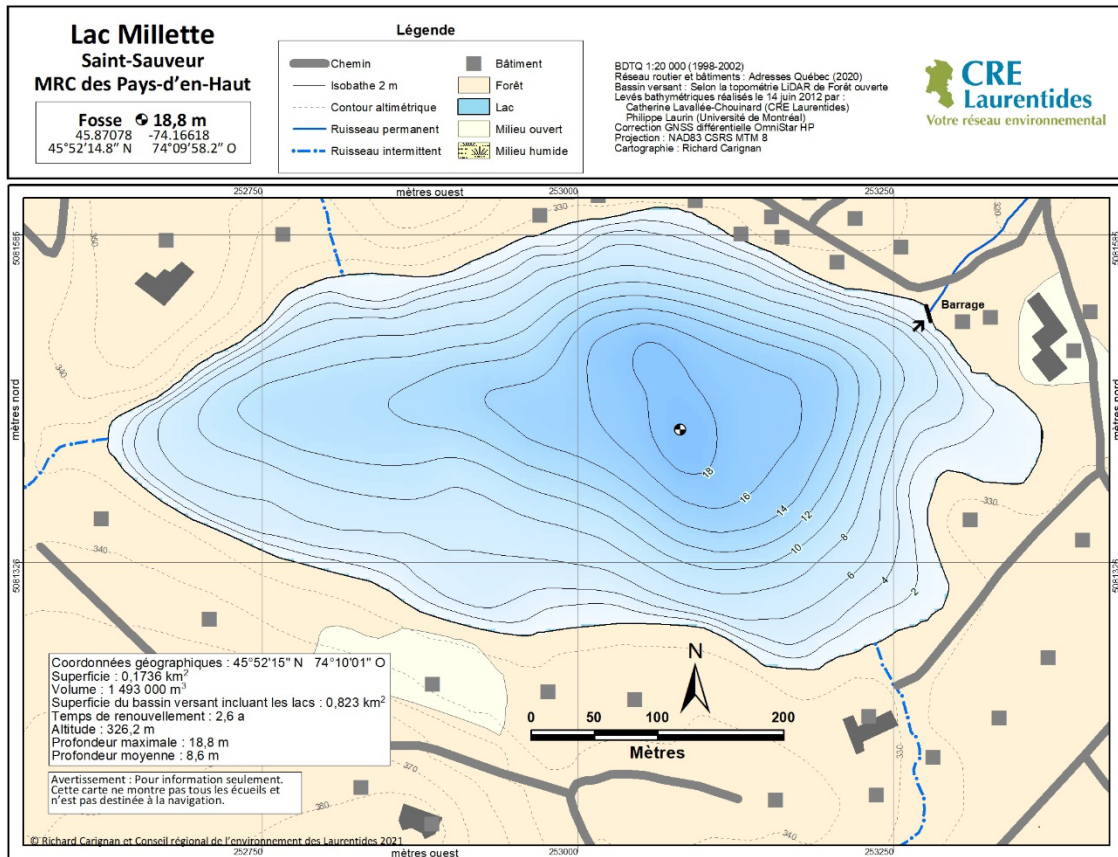 Lac Millette
Saint-Sauveur
MRC des Pays-d'en-Haut
Fosse 18,8 m
45.87078 -74.16618
45°52'14.8" N 74°09'58.2" O
Légende
Chemin
Isobathe 2 m
Contour altimétrique
Ruisseau permanent
Ruisseau intermittent
Bâtiment
Forêt
Lac
Milieu ouvert
Milieu humide
BDTQ 1:20 000 (1998-2002)
Réseau routier et bâtiments : Adresses Québec (2020)
Bassin versant : Selon la topométrie LiDAR de Forêt ouverte
Levés bathymétriques réalisés le 14 juin 2012 par :
Catherine Lavallée-Chouinard (CRE Laurentides)
Philippe Laurin (Université de Montréal)
Correction GNSS différentielle OmniStar HP
Projection : NAD83 CSRS MTM 8
Cartographie : Richard Carignan
CRE
Laurentides
Votre réseau environnemental
252750 mètres ouest 253000 253250
5081585
5081585
330
330
350
Barrage
340
mètres nord
mètres nord
18
16
14
12
10
8
6
4
2
330
340
5081326
5081326
Coordonnées géographiques : 45°52'15" N 74°10'01" O
Superficie : 0,1736 km²
Volume : 1 493 000 m³
Superficie du bassin versant incluant les lacs : 0,823 km²
Temps de renouvellement : 2,6 a
Altitude : 326,2 m
Profondeur maximale : 18,8 m
Profondeur moyenne : 8,6 m
N
0 50 100 200
Mètres
330
370
Avertissement : Pour information seulement.
Cette carte ne montre pas tous les écueils et
n'est pas destinée à la navigation.
360
340
© Richard Carignan et Conseil régional de l'environnement des Laurentides 2021
252750 mètres ouest 253000 253250